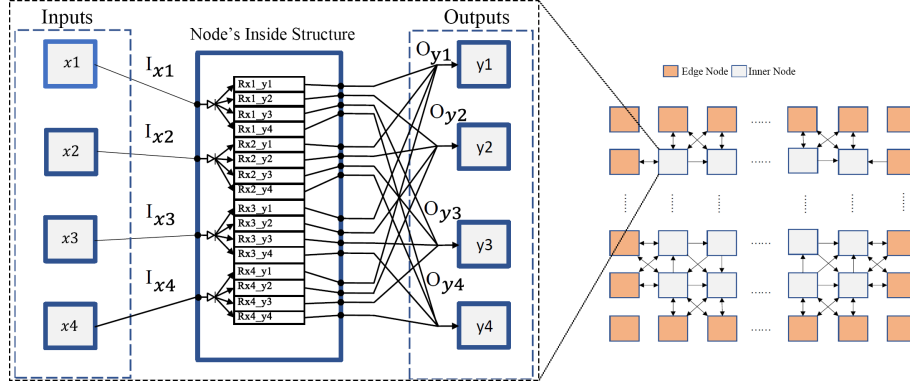 Inputs
Node's Inside Structure
Outputs
x1
x2
x3
x4
Ix1
Ix2
Ix3
Ix4
Rx1_y1
Rx1_y2
Rx1_y3
Rx1_y4
Rx2_y1
Rx2_y2
Rx2_y3
Rx2_y4
Rx3_y1
Rx3_y2
Rx3_y3
Rx3_y4
Rx4_y1
Rx4_y2
Rx4_y3
Rx4_y4
Oy1
Oy2
Oy3
Oy4
y1
y2
y3
y4
Edge Node Inner Node